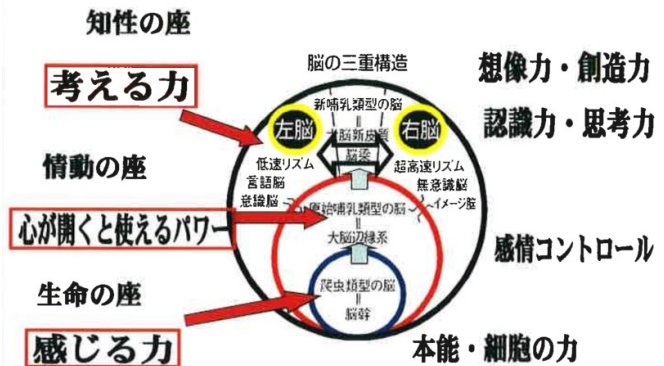 知性の座
考える力
情動の座
心が開くと使えるパワー
生命の座
感じる力
脳の三重構造
新哺乳類型の脳
=
大脳新皮質
左脳
右脳
脳梁
低速リズム
言語脳
意識脳
超高速リズム
無意識脳
イメージ脳
原始哺乳類型の脳
=
大脳辺縁系
爬虫類型の脳
=
脳幹
想像力・創造力
認識力・思考力
感情コントロール
本能・細胞の力